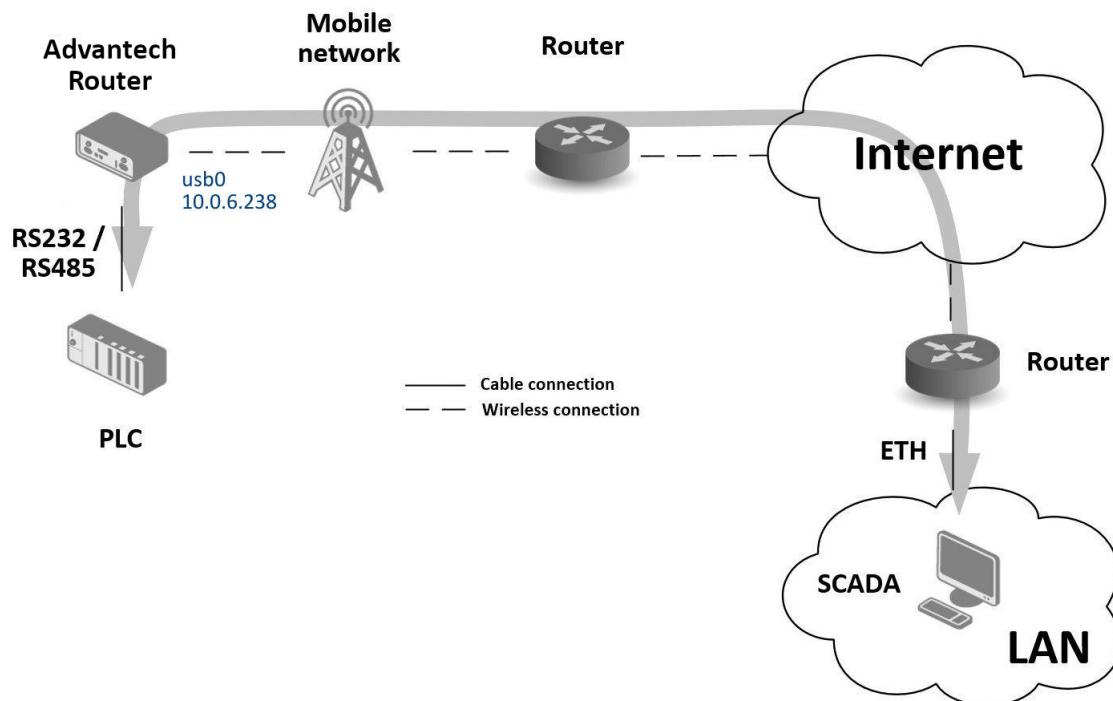 Mobile
network
Router
Advantech
Router
Internet
usb0
10.0.6.238
RS232 /
RS485
Router
Cable connection
Wireless connection
PLC
ETH
SCADA
LAN